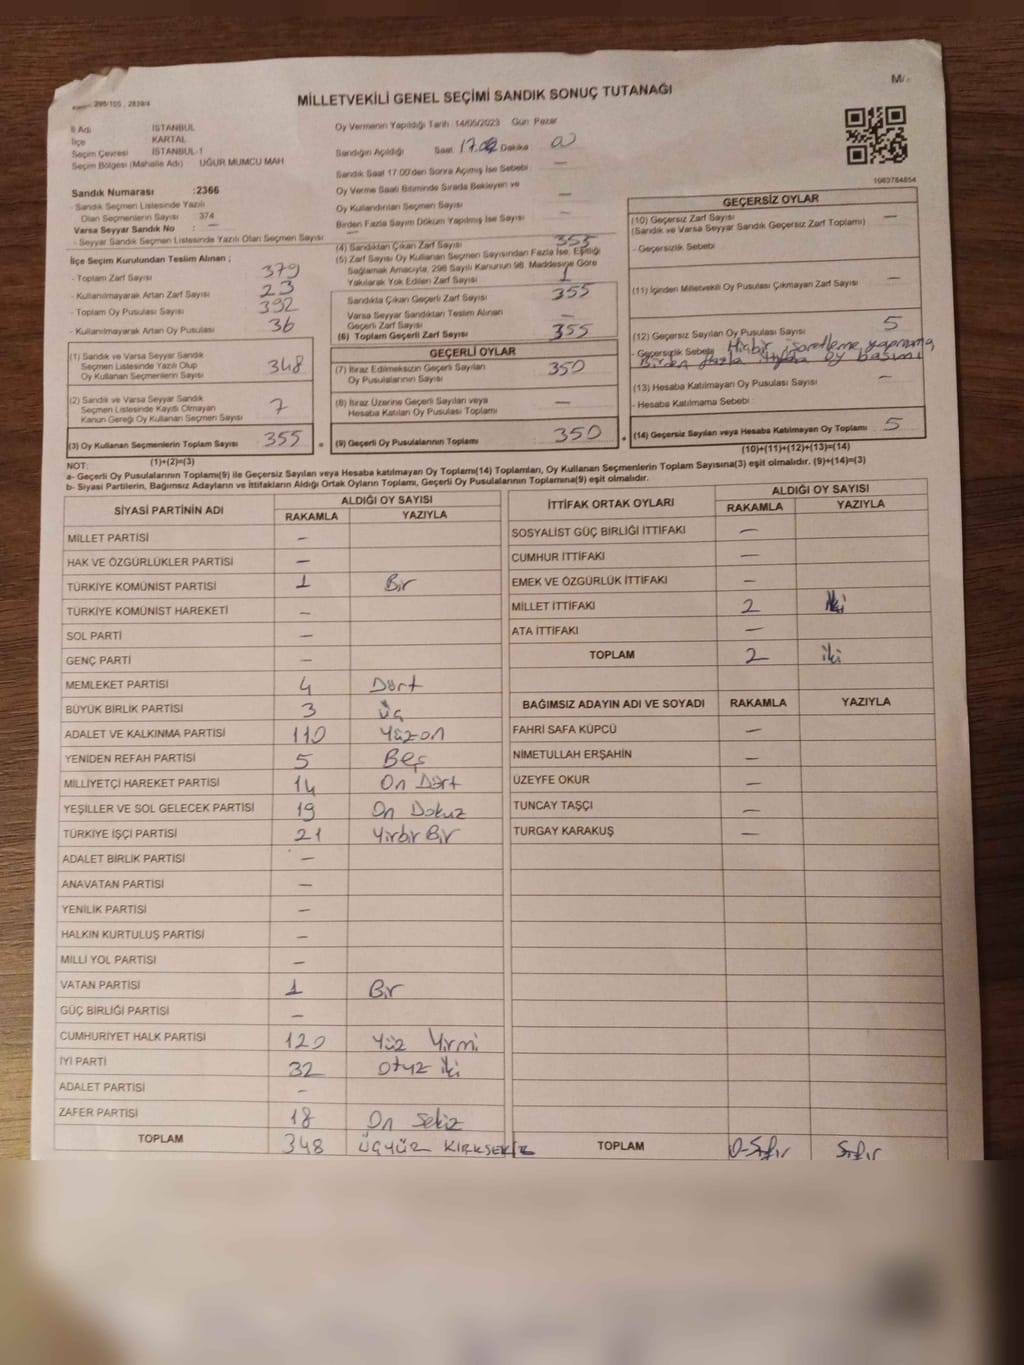 MİLLETVEKİLİ GENEL SEÇİMİ SANDIK SONUÇ TUTANAĞI
M/
İl Adı : İSTANBUL
İlçe KARTAL
Seçim Çevresi İSTANBUL-1
Seçim Bölgesi (Mahalle Adı) UĞUR MUMCU MAH
Oy Vermenin Yapıldığı Tarih :14/05/2023 Gün: Pazar
Sandığın Açıldığı Saat: Dakika
Sandık Saat 17.00'den Sonra Açılmış İse Sebebi —
Oy Verme Saati Bitiminde Sırada Bekleyen ve
Oy Kullandırılan Seçmen Sayısı —
Birden Fazla Sayım Döküm Yapılmış İse Sayısı —
1063764854
Sandık Numarası :2366
- Sandık Seçmen Listesinde Yazılı
Olan Seçmenlerin Sayısı : 374
Varsa Seyyar Sandık No : —
- Seyyar Sandık Seçmen Listesinde Yazılı Olan Seçmen Sayısı : —
İlçe Seçim Kurulundan Teslim Alınan ;
- Toplam Zarf Sayısı 379
- Kullanılmayarak Artan Zarf Sayısı 23
- Toplam Oy Pusulası Sayısı 392
- Kullanılmayarak Artan Oy Pusulası 36
(1) Sandık ve Varsa Seyyar Sandık
Seçmen Listesinde Yazılı Olup
Oy Kullanan Seçmenlerin Sayısı 348
(2) Sandık ve Varsa Seyyar Sandık
Seçmen Listesinde Kayıtlı Olmayan
Kanun Gereği Oy Kullanan Seçmen Sayısı 7
(3) Oy Kullanan Seçmenlerin Toplam Sayısı 355
(1)+(2)=(3)
(4) Sandıktan Çıkan Zarf Sayısı
(5) Zarf Sayısı Oy Kullanan Seçmen Sayısından Fazla İse, Eşitliği
Sağlamak Amacıyla, 298 Sayılı Kanunun 98. Maddesine Göre
Yakılarak Yok Edilen Zarf Sayısı 1
Sandıkta Çıkan Geçerli Zarf Sayısı 355
Varsa Seyyar Sandıktan Teslim Alınan
Geçerli Zarf Sayısı —
(6) Toplam Geçerli Zarf Sayısı 355
GEÇERLİ OYLAR
(7) İtiraz Edilmeksizin Geçerli Sayılan
Oy Pusulasının Sayısı 350
(8) İtiraz Üzerine Geçerli Sayılan veya
Hesaba Katılan Oy Pusulası Toplamı —
= (9) Geçerli Oy Pusulalarının Toplamı 350
GEÇERSİZ OYLAR
(10) Geçersiz Zarf Sayısı —
(Sandık ve Varsa Seyyar Sandık Geçersiz Zarf Toplamı)
- Geçersizlik Sebebi :
(11) İçinden Milletvekili Oy Pusulası Çıkmayan Zarf Sayısı —
(12) Geçersiz Sayılan Oy Pusulası Sayısı 5
- Geçersizlik Sebebi : Hiçbir işaretleme yapmama,
Birden fazla ittifaka oy basımı
(13) Hesaba Katılmayan Oy Pusulası Sayısı —
- Hesaba Katılmama Sebebi :
+ (14) Geçersiz Sayılan veya Hesaba Katılmayan Oy Toplamı 5
(10)+(11)+(12)+(13)=(14)
NOT:
a- Geçerli Oy Pusulalarının Toplamı(9) ile Geçersiz Sayılan veya Hesaba katılmayan Oy Toplamı(14) Toplamları, Oy Kullanan Seçmenlerin Toplam Sayısına(3) eşit olmalıdır. (9)+(14)=(3)
b- Siyasi Partilerin, Bağımsız Adayların ve İttifakların Aldığı Ortak Oyların Toplamı, Geçerli Oy Pusulalarının Toplamına(9) eşit olmalıdır.
SİYASİ PARTİNİN ADI ALDIĞI OY SAYISI
RAKAMLA YAZIYLA
MİLLET PARTİSİ —
HAK VE ÖZGÜRLÜKLER PARTİSİ —
TÜRKİYE KOMÜNİST PARTİSİ 1 Bir
TÜRKİYE KOMÜNİST HAREKETİ —
SOL PARTİ —
GENÇ PARTİ —
MEMLEKET PARTİSİ 4 Dört
BÜYÜK BİRLİK PARTİSİ 3 üç
ADALET VE KALKINMA PARTİSİ 110 Yüzon
YENİDEN REFAH PARTİSİ 5 Beş
MİLLİYETÇİ HAREKET PARTİSİ 14 On Dört
YEŞİLLER VE SOL GELECEK PARTİSİ 19 On Dokuz
TÜRKİYE İŞÇİ PARTİSİ 21 Yirbir Bir
ADALET BİRLİK PARTİSİ —
ANAVATAN PARTİSİ —
YENİLİK PARTİSİ —
HALKIN KURTULUŞ PARTİSİ —
MİLLİ YOL PARTİSİ —
VATAN PARTİSİ 1 Bir
GÜÇ BİRLİĞİ PARTİSİ —
CUMHURİYET HALK PARTİSİ 120 Yüz Yirmi
İYİ PARTİ 32 Otuz iki
ADALET PARTİSİ -
ZAFER PARTİSİ 18 On Sekiz
TOPLAM 348 ÜÇYÜZ KIRKSEKİZ
İTTİFAK ORTAK OYLARI ALDIĞI OY SAYISI
RAKAMLA YAZIYLA
SOSYALİST GÜÇ BİRLİĞİ İTTİFAKI —
CUMHUR İTTİFAKI —
EMEK VE ÖZGÜRLÜK İTTİFAKI —
MİLLET İTTİFAKI 2 İki
ATA İTTİFAKI —
TOPLAM 2 iki
BAĞIMSIZ ADAYIN ADI VE SOYADI RAKAMLA YAZIYLA
FAHRİ SAFA KÜPCÜ —
NİMETULLAH ERŞAHİN —
ÜZEYFE OKUR —
TUNCAY TAŞÇI —
TURGAY KARAKUŞ —
TOPLAM 0-Sıfır Sıfır